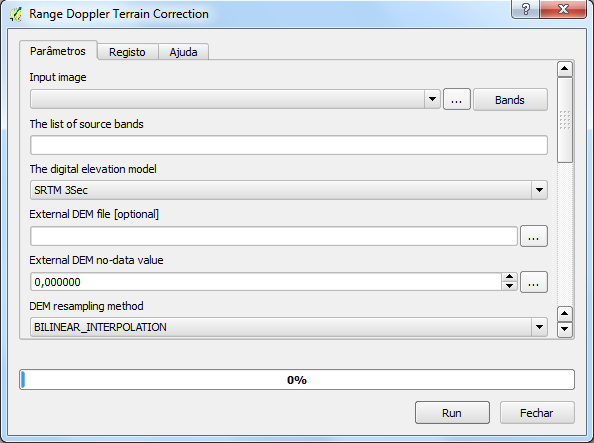 Range Doppler Terrain Correction
?
Parâmetros Registo Ajuda
Input image
... Bands
The list of source bands
The digital elevation model
SRTM 3Sec
External DEM file [optional]
...
External DEM no-data value
0,000000 ...
DEM resampling method
BILINEAR_INTERPOLATION
0%
Run Fechar